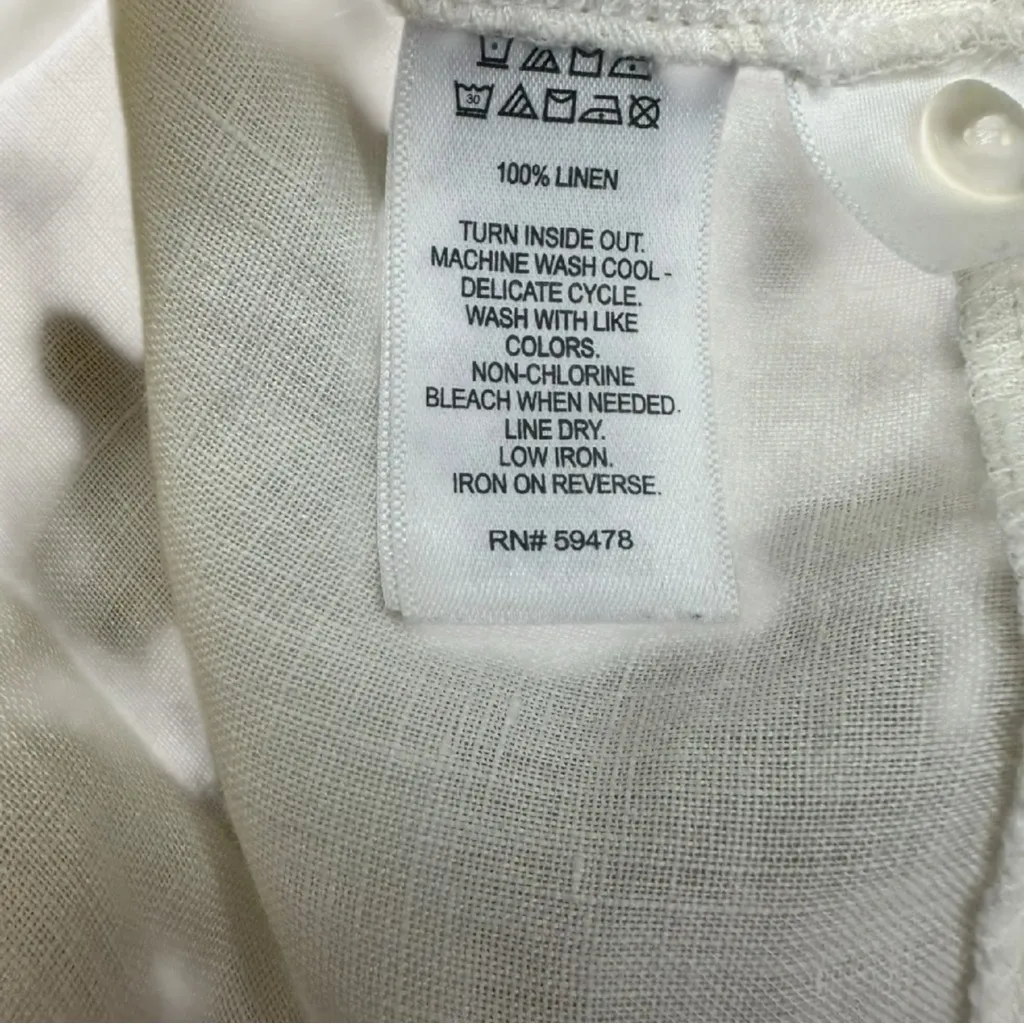 30
100% LINEN
TURN INSIDE OUT.
MACHINE WASH COOL -
DELICATE CYCLE.
WASH WITH LIKE
COLORS.
NON-CHLORINE
BLEACH WHEN NEEDED.
LINE DRY.
LOW IRON.
IRON ON REVERSE.
RN# 59478